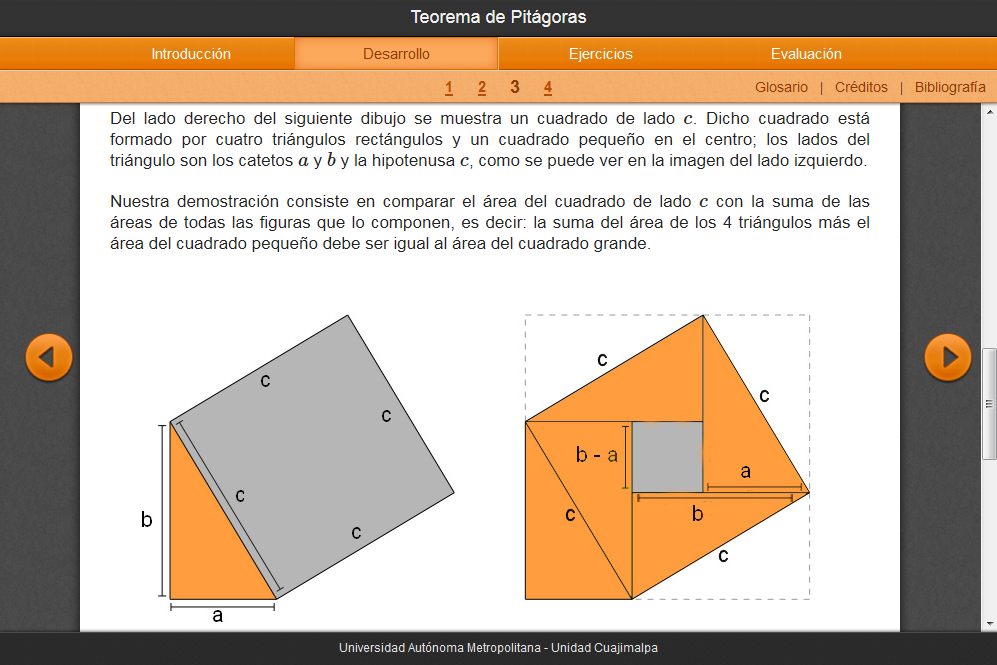 Teorema de Pitágoras
Introducción Desarrollo Ejercicios Evaluación
1 2 3 4 Glosario | Créditos | Bibliografía
Del lado derecho del siguiente dibujo se muestra un cuadrado de lado c. Dicho cuadrado está
formado por cuatro triángulos rectángulos y un cuadrado pequeño en el centro; los lados del
triángulo son los catetos a y b y la hipotenusa c, como se puede ver en la imagen del lado izquierdo.
Nuestra demostración consiste en comparar el área del cuadrado de lado c con la suma de las
áreas de todas las figuras que lo componen, es decir: la suma del área de los 4 triángulos más el
área del cuadrado pequeño debe ser igual al área del cuadrado grande.
c
c
c
c
b
a
c
c
b - a
a
b
c
c
Universidad Autónoma Metropolitana - Unidad Cuajimalpa